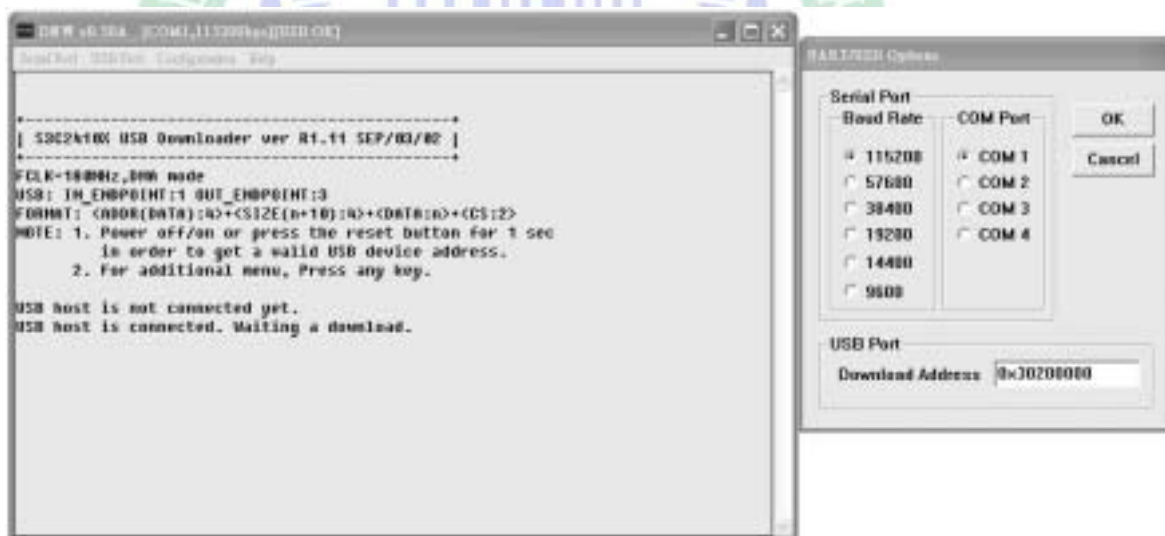 DNW v0.50A [COM1,115200bps][USB:OK]
Serial Port USB Port Configuration Help
+----------------------------------------------+
| S3C2410X USB Downloader ver R1.11 SEP/03/02 |
+----------------------------------------------+
FCLK-180MHz,DMA mode
USB: IN_ENDPOINT:1 OUT_ENDPOINT:3
FORMAT: <ADDR(DATA):4>+<SIZE(n+10):4>+<DATA:n>+<CS:2>
NOTE: 1. Power off/on or press the reset button for 1 sec
in order to get a valid USB device address.
2. For additional menu, Press any key.
USB host is not connected yet.
USB host is connected. Waiting a download.
UART/USB Options
Serial Port
Baud Rate
115200
57600
38400
19200
14400
9600
COM Port
COM 1
COM 2
COM 3
COM 4
OK
Cancel
USB Port
Download Address 0x30200000